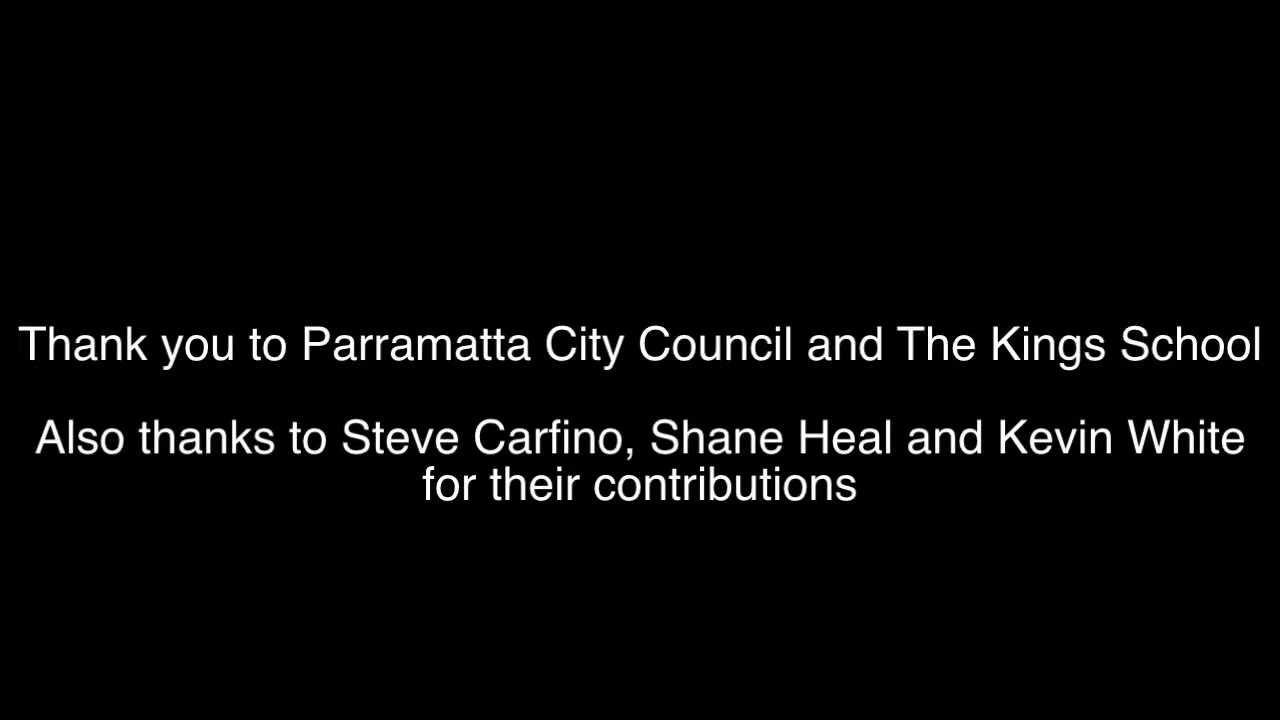 Thank you to Parramatta City Council and The Kings School
Also thanks to Steve Carfino, Shane Heal and Kevin White
for their contributions